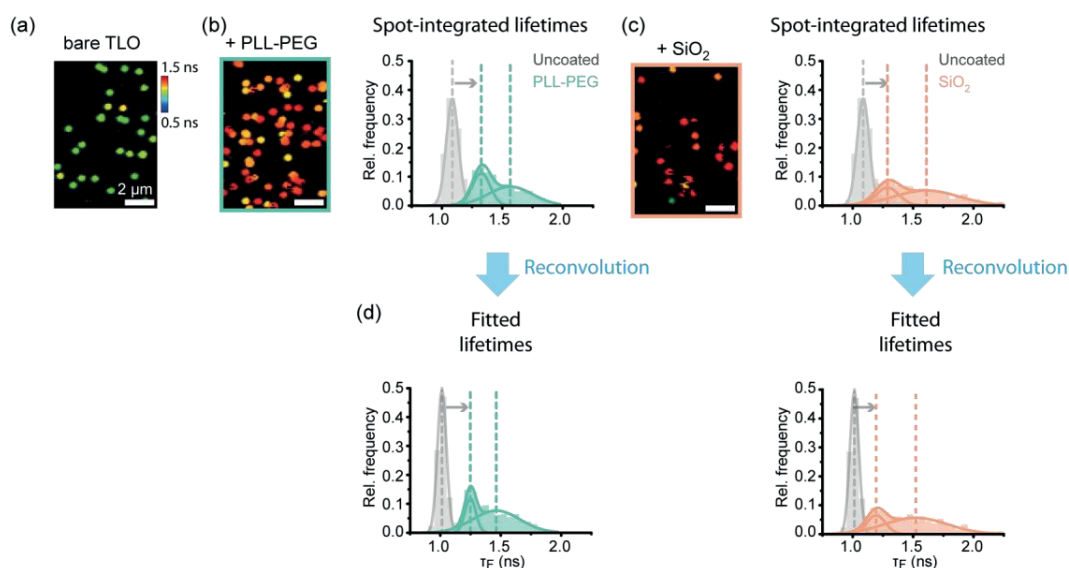 (a)
bare TLO
1.5 ns
0.5 ns
2 µm
(b)
+ PLL-PEG
Spot-integrated lifetimes
Uncoated
PLL-PEG
Rel. frequency
0.5
0.4
0.3
0.2
0.1
0.0
1.0 1.5 2.0
(c)
+ SiO₂
Spot-integrated lifetimes
Uncoated
SiO₂
Rel. frequency
0.5
0.4
0.3
0.2
0.1
0.0
1.0 1.5 2.0
Reconvolution
Reconvolution
(d)
Fitted
lifetimes
Rel. frequency
0.5
0.4
0.3
0.2
0.1
0.0
1.0 1.5 2.0
τF (ns)
Fitted
lifetimes
Rel. frequency
0.5
0.4
0.3
0.2
0.1
0.0
1.0 1.5 2.0
τF (ns)